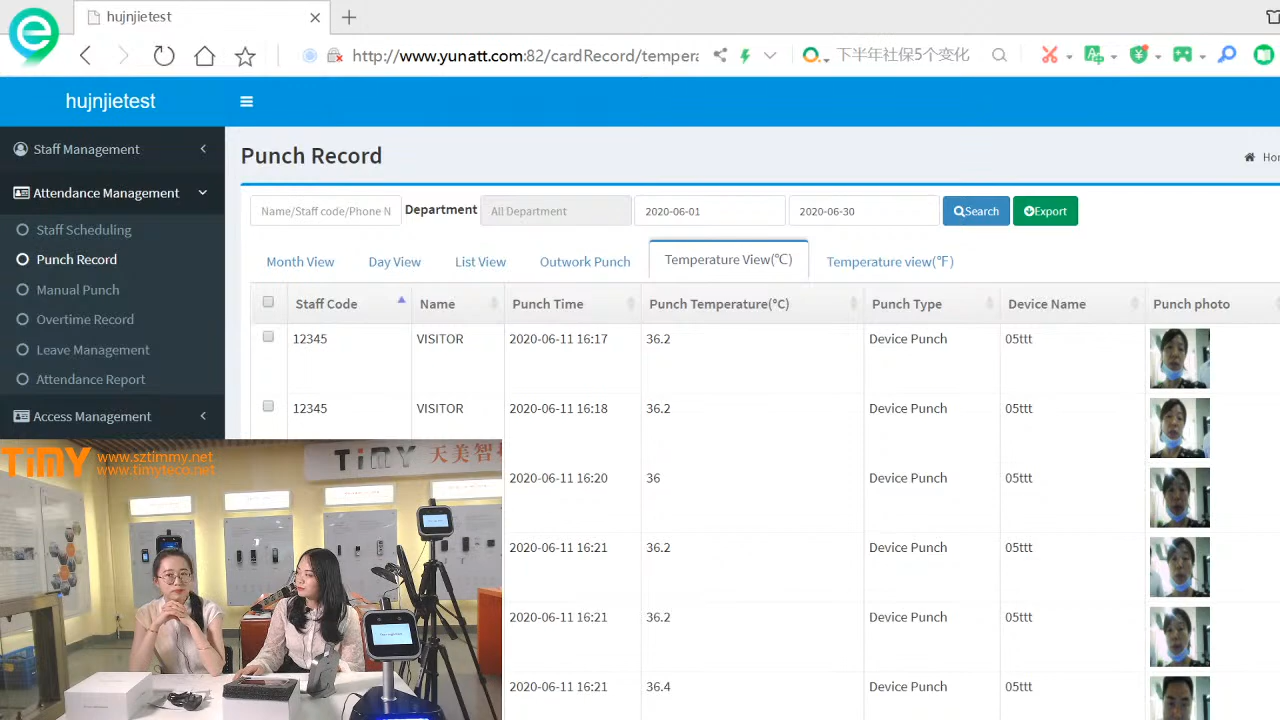 hujnjietest
http://www.yunatt.com:82/cardRecord/tempera
下半年社保5个变化
hujnjietest
Staff Management
Attendance Management
Staff Scheduling
Punch Record
Manual Punch
Overtime Record
Leave Management
Attendance Report
Access Management
Punch Record
Hor
Name/Staff code/Phone N
Department
All Department
2020-06-01
2020-06-30
Search
Export
Month View
Day View
List View
Outwork Punch
Temperature View(℃)
Temperature view(℉)
Staff Code
Name
Punch Time
Punch Temperature(°C)
Punch Type
Device Name
Punch photo
12345 VISITOR 2020-06-11 16:17 36.2 Device Punch 05ttt
12345 VISITOR 2020-06-11 16:18 36.2 Device Punch 05ttt
2020-06-11 16:20 36 Device Punch 05ttt
2020-06-11 16:21 36.2 Device Punch 05ttt
2020-06-11 16:21 36.2 Device Punch 05ttt
2020-06-11 16:21 36.4 Device Punch 05ttt
TiMY
www.sztimmy.net
www.timyteco.net
TiMY 天美智